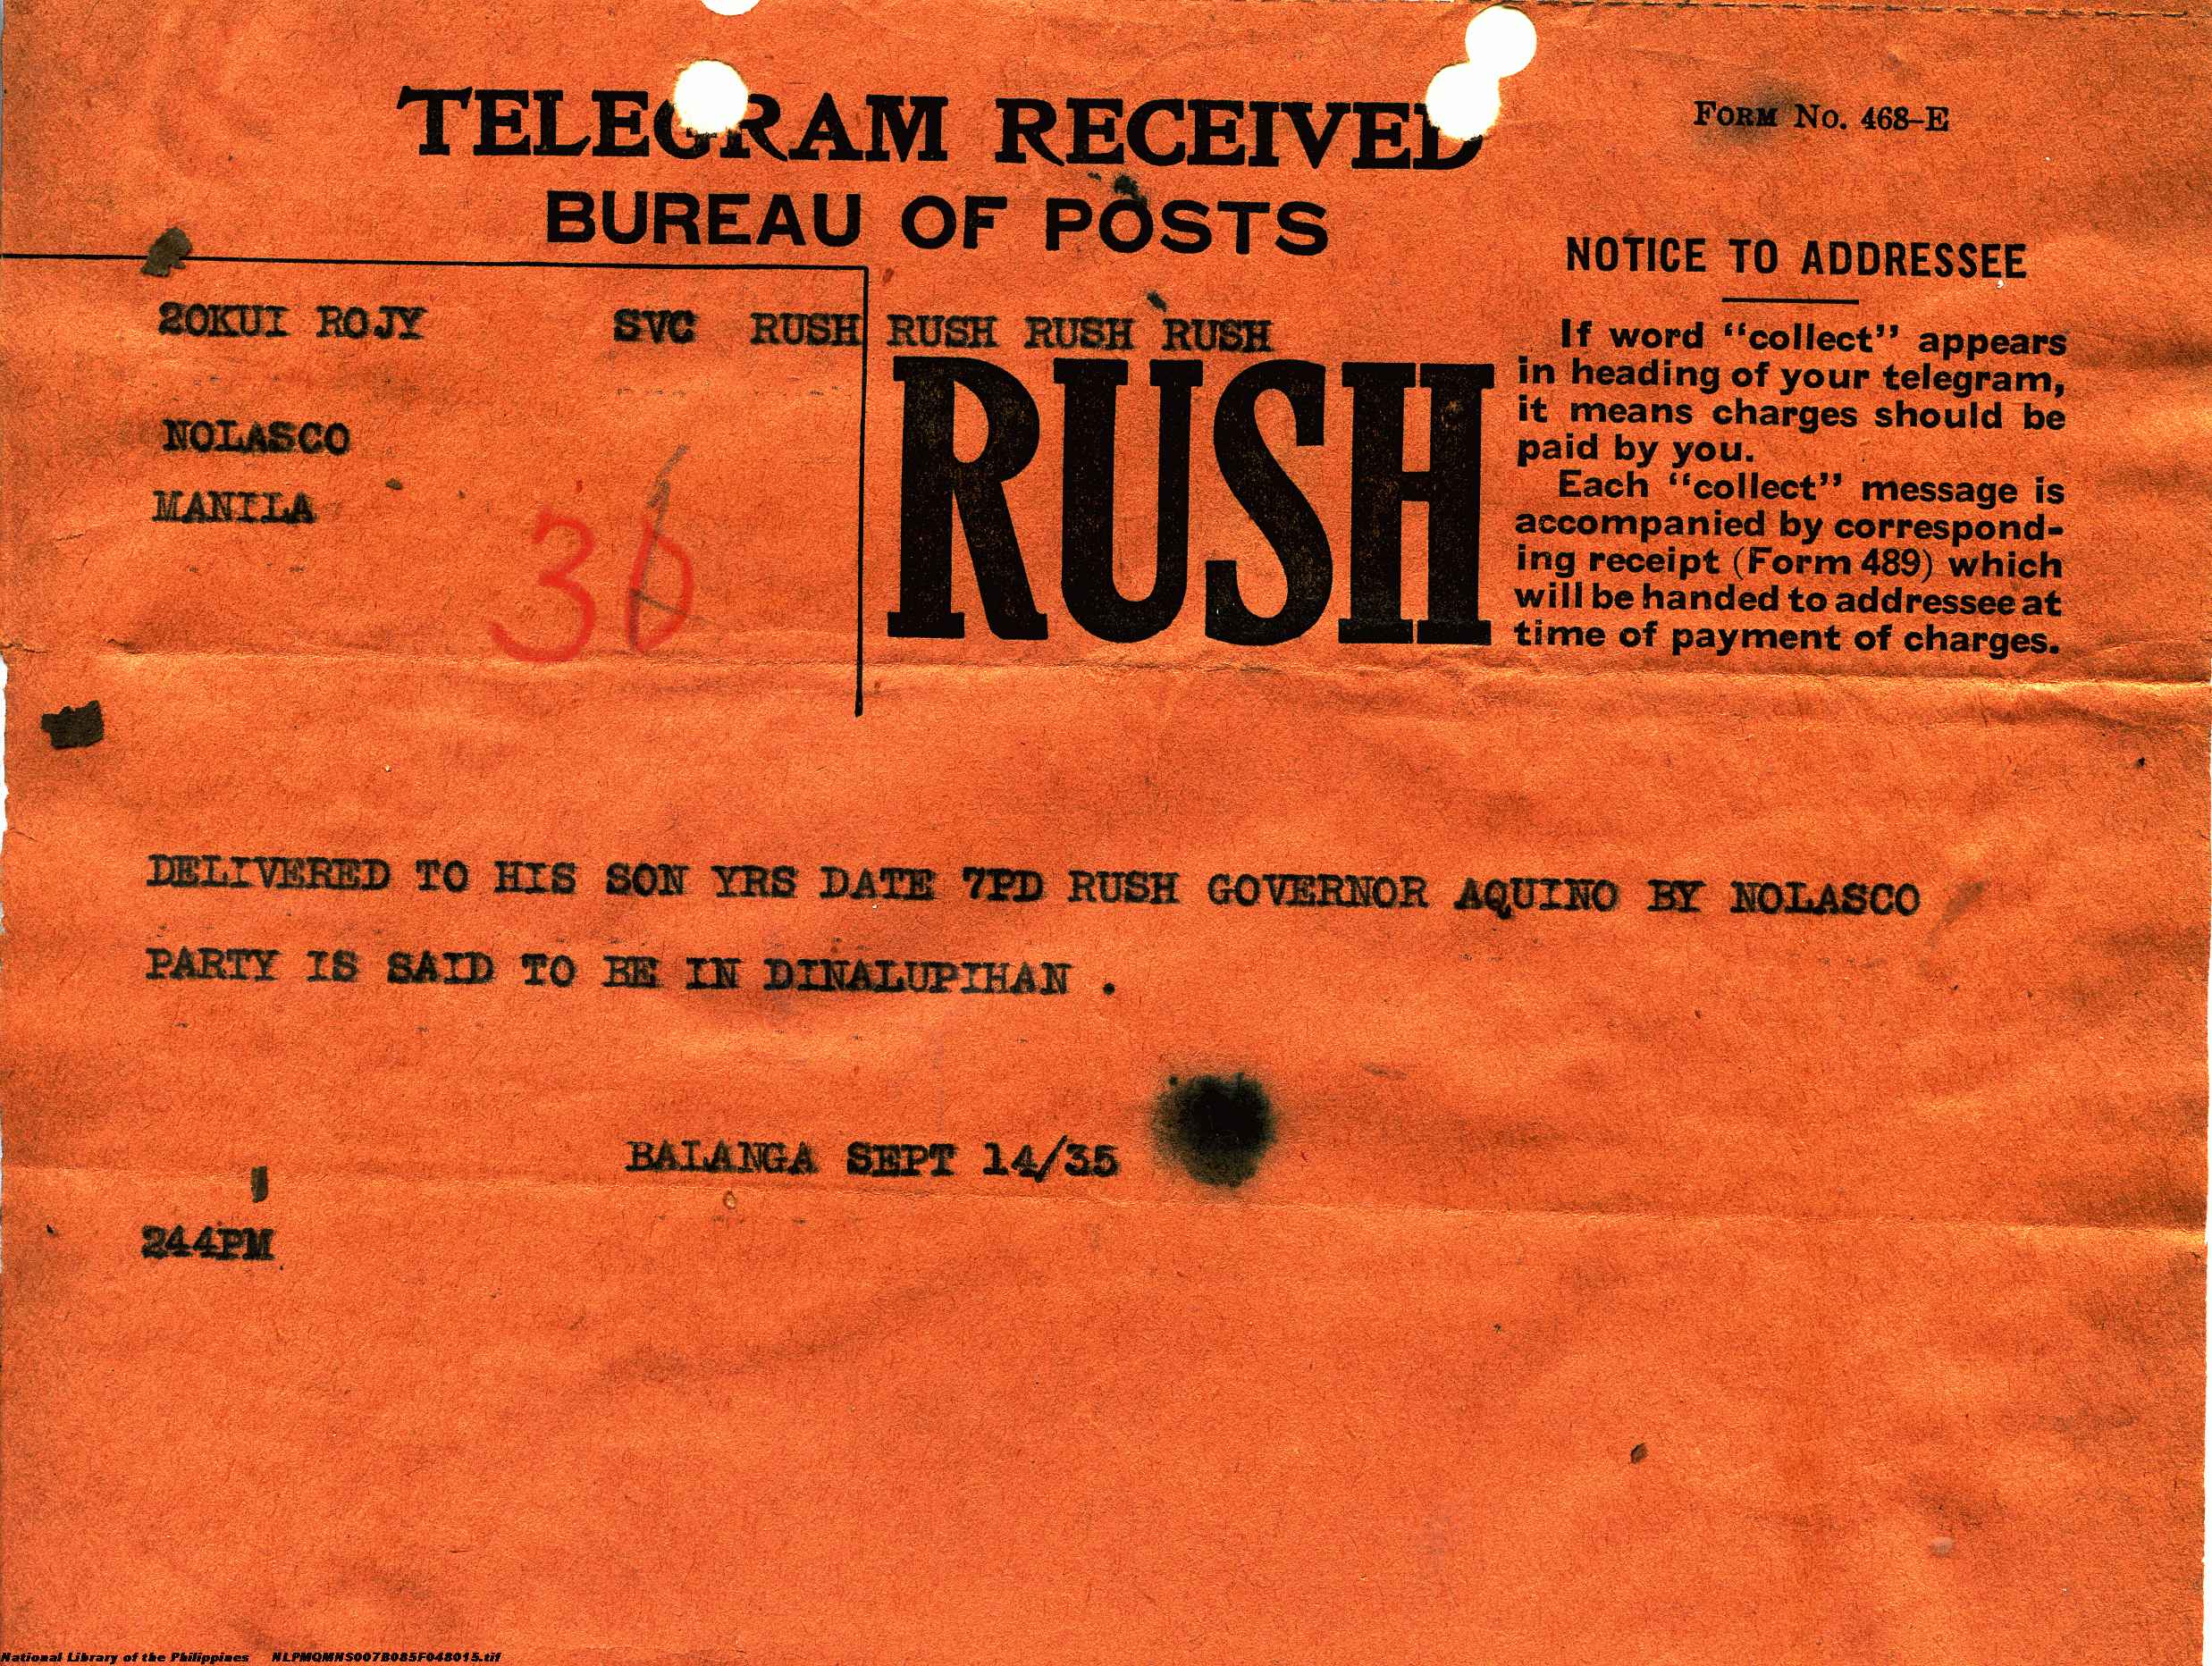 TELEGRAM RECEIVED
FORM No. 468-E
BUREAU OF POSTS
NOTICE TO ADDRESSEE
If word "collect" appears
in heading of your telegram,
it means charges should be
paid by you.
Each "collect" message is
accompanied by correspond-
ing receipt (Form 489) which
will be handed to addressee at
time of payment of charges.
20KUI ROJY SVC RUSH RUSH RUSH RUSH
RUSH
NOLASCO
MANILA
36
DELIVERED TO HIS SON YRS DATE 7PD RUSH GOVERNOR AQUINO BY NOLASCO
PARTY IS SAID TO BE IN DINALUPIHAN .
BALANGA SEPT 14/35
244PM
National Library of the Philippines NLPMQMNS007B085F048015.tif